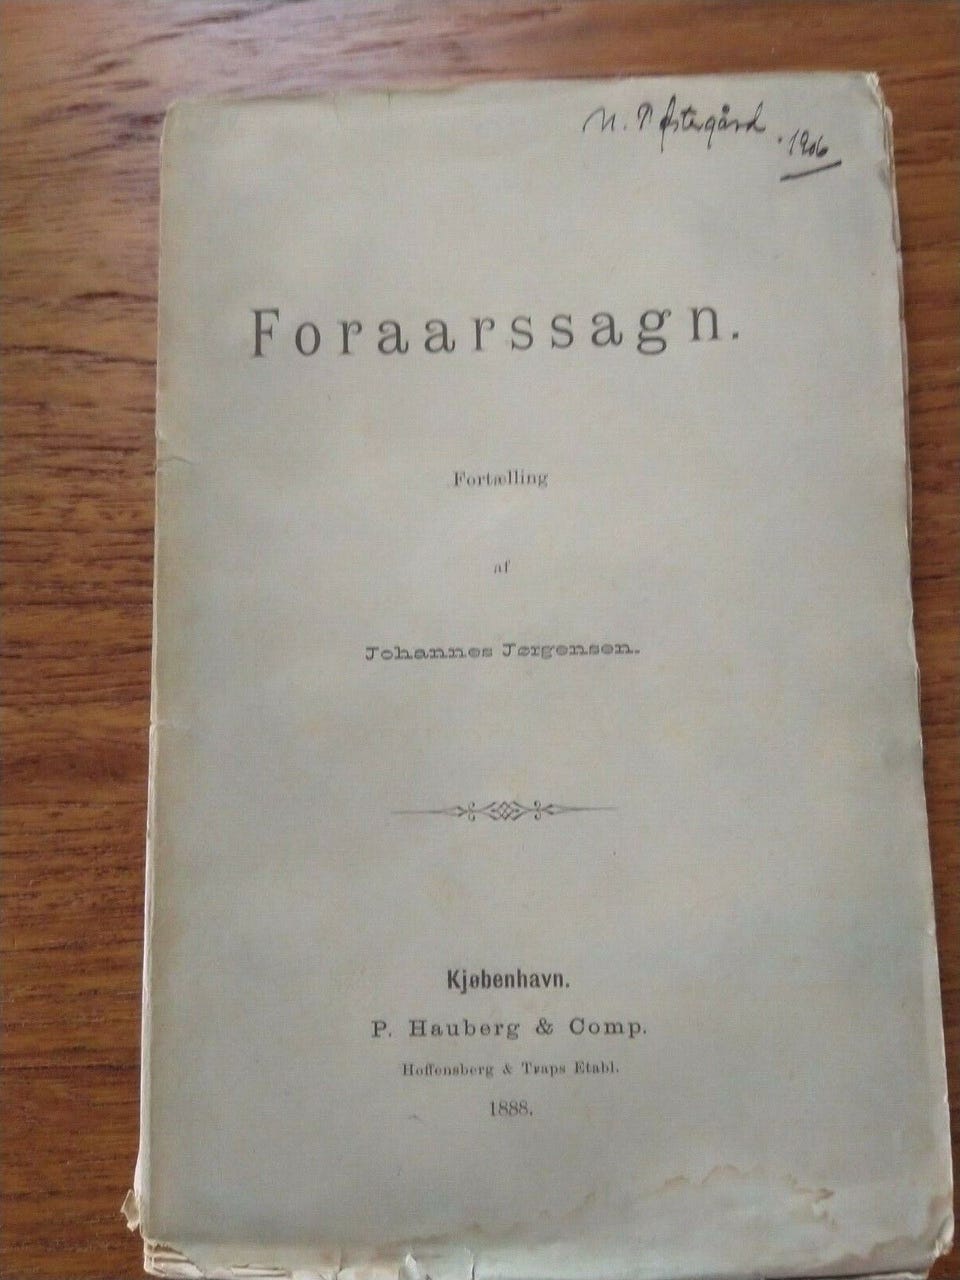 N. P. Østergård
1906
Foraarssagn.
Fortælling
af
Johannes Jørgensen.
Kjøbenhavn.
P. Hauberg & Comp.
Hoffensberg & Traps Etabl.
1888.